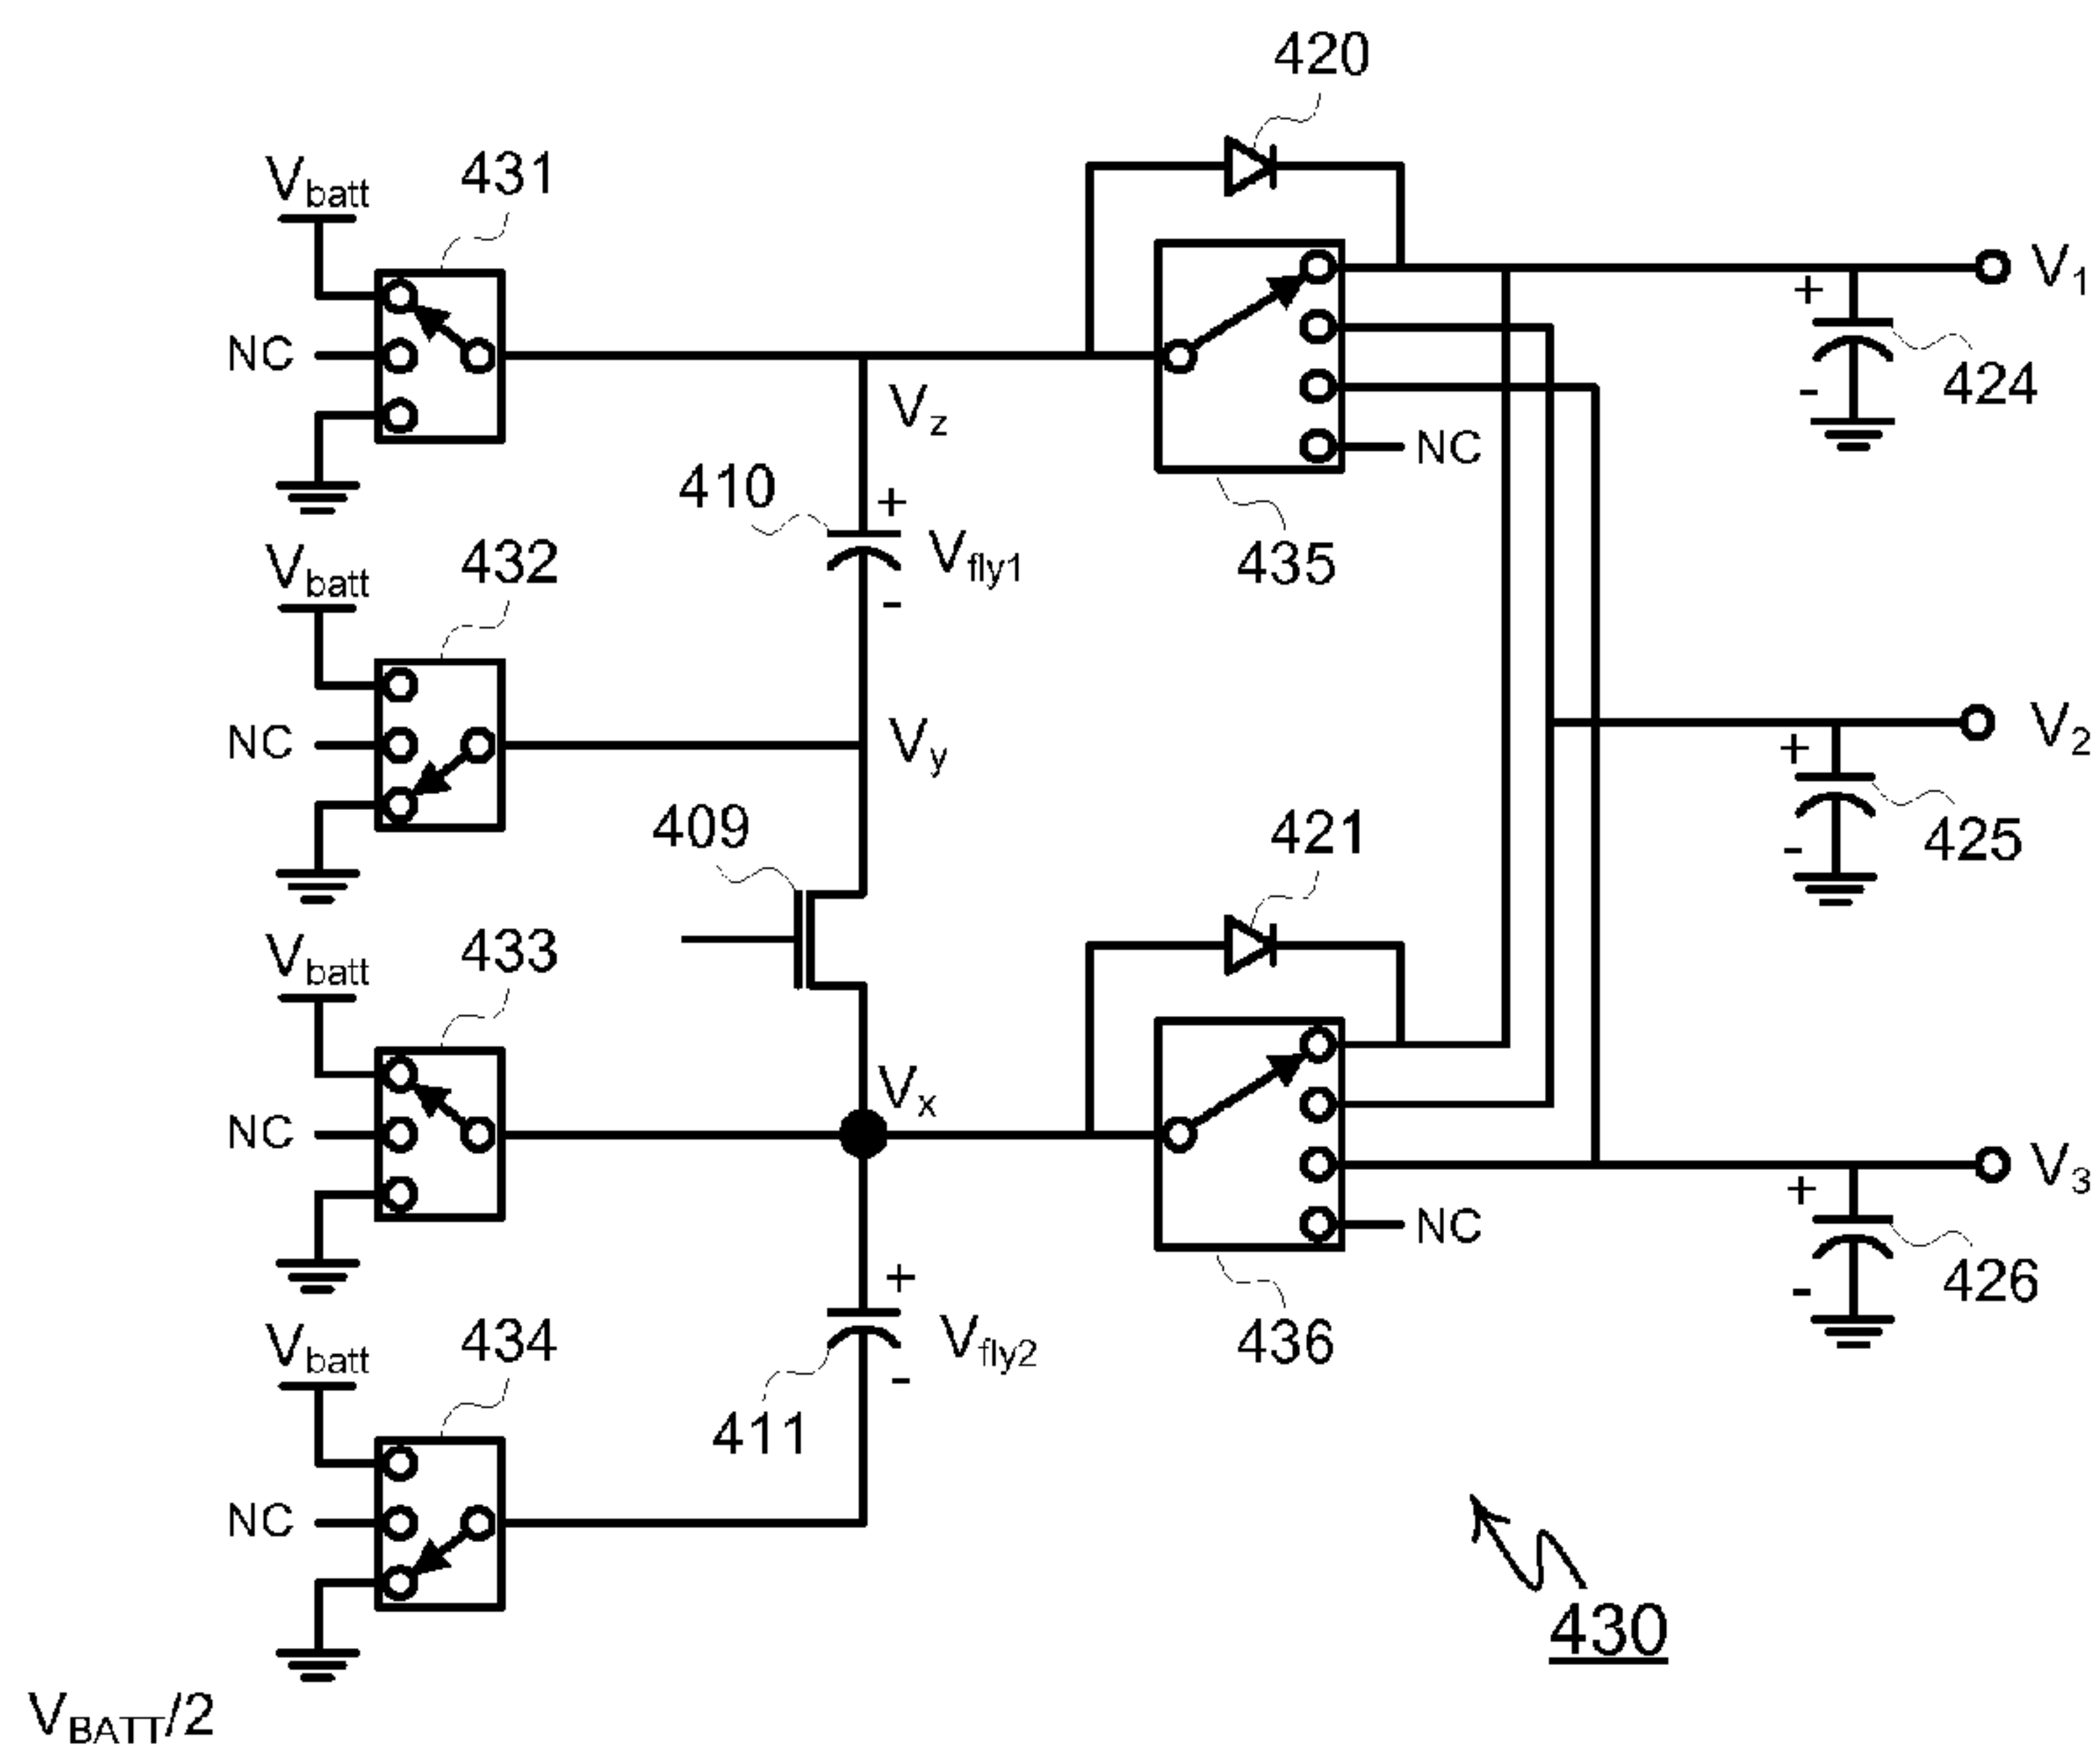 420
V1
424
Vbatt
431
NC
NC
435
Vz
410
+
Vfly1
-
+
-
Vbatt
432
NC
Vy
V2
+
-
425
409
421
Vbatt
433
NC
Vx
NC
436
V3
+
-
426
+
Vfly2
-
411
Vbatt
434
NC
430
VBATT/2